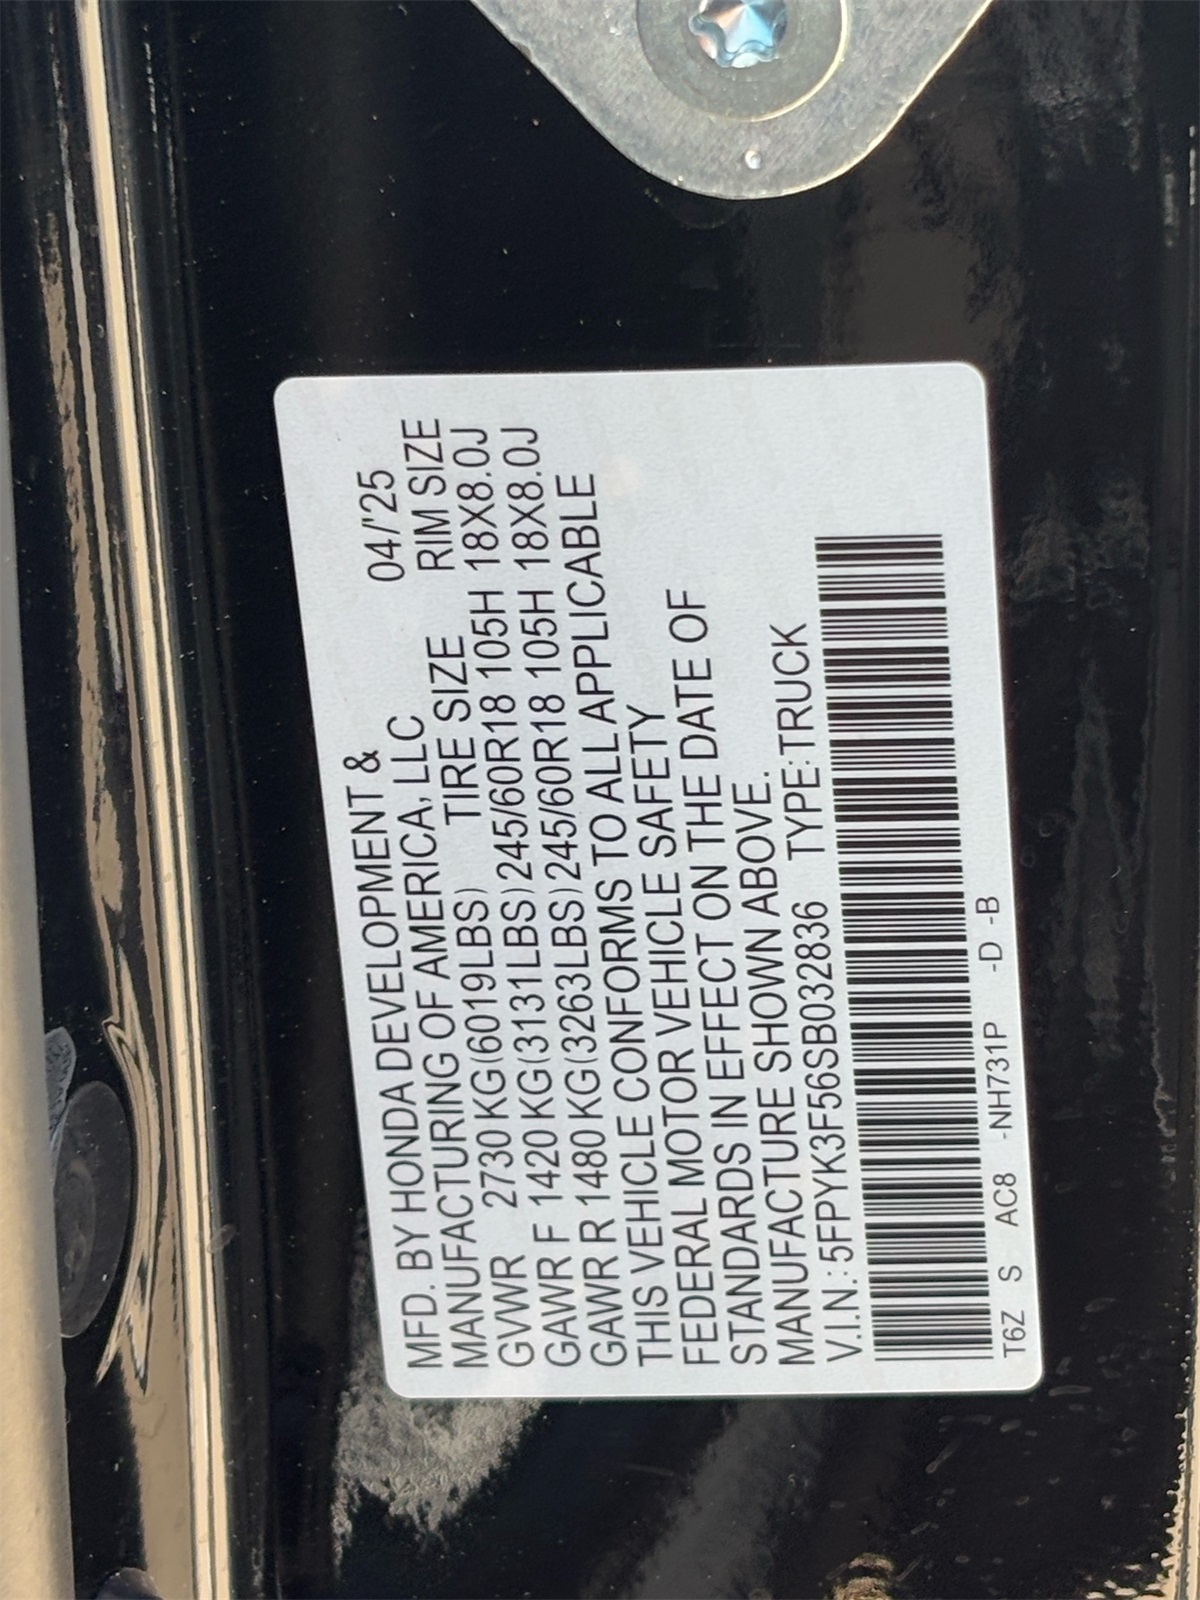 MFD. BY HONDA DEVELOPMENT &
MANUFACTURING OF AMERICA, LLC 04/'25
GVWR 2730 KG(6019LBS) TIRE SIZE RIM SIZE
GAWR F 1420 KG(3131LBS) 245/60R18 105H 18X8.0J
GAWR R 1480 KG(3263LBS) 245/60R18 105H 18X8.0J
THIS VEHICLE CONFORMS TO ALL APPLICABLE
FEDERAL MOTOR VEHICLE SAFETY
STANDARDS IN EFFECT ON THE DATE OF
MANUFACTURE SHOWN ABOVE.
V.I.N.: 5FPYK3F56SB032836 TYPE: TRUCK
T6Z S AC8 -NH731P -D -B